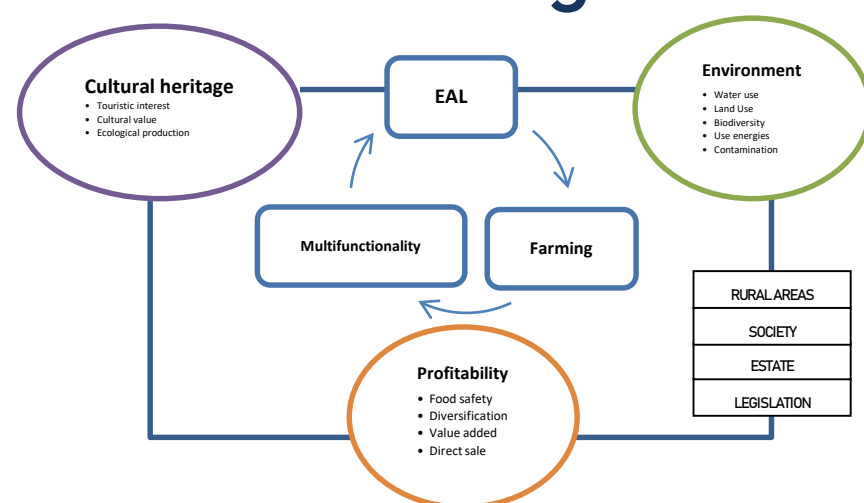 Cultural heritage
• Touristic interest
• Cultural value
• Ecological production
EAL
Environment
• Water use
• Land Use
• Biodiversity
• Use energies
• Contamination
Multifunctionality
Farming
RURAL AREAS
SOCIETY
ESTATE
LEGISLATION
Profitability
• Food safety
• Diversification
• Value added
• Direct sale